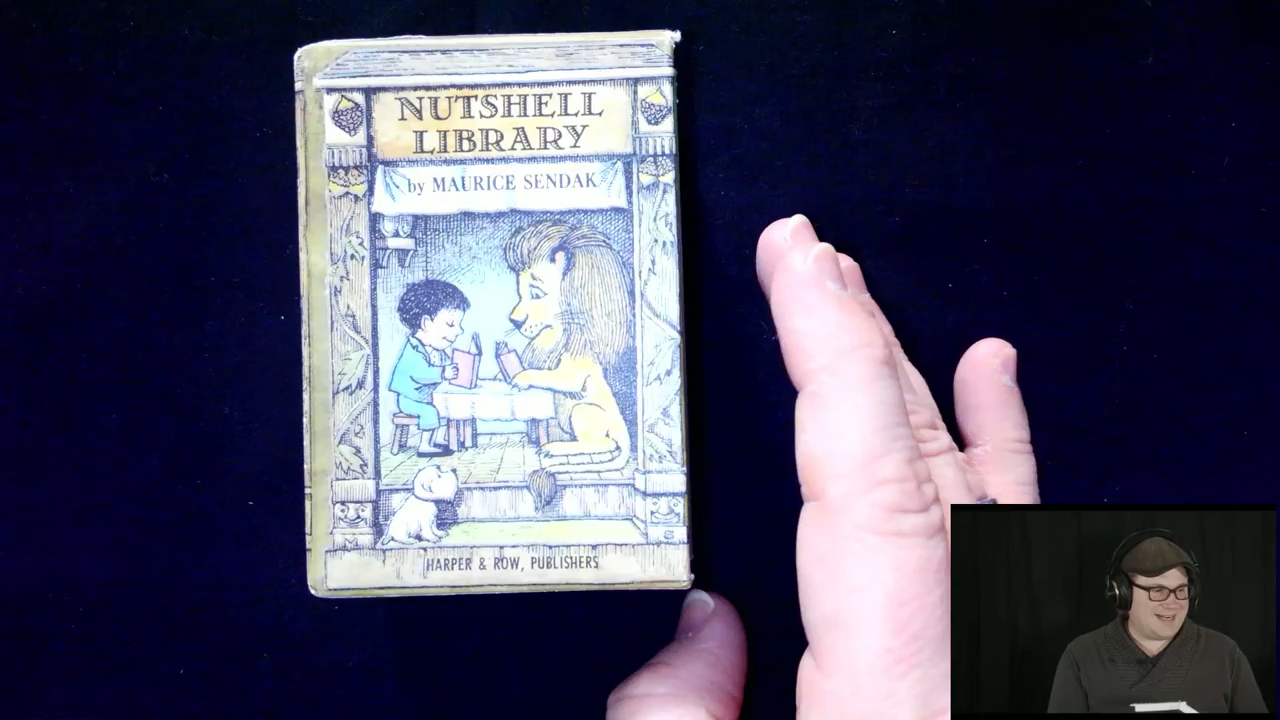 NUTSHELL
LIBRARY
by MAURICE SENDAK
M
S
HARPER & ROW, PUBLISHERS